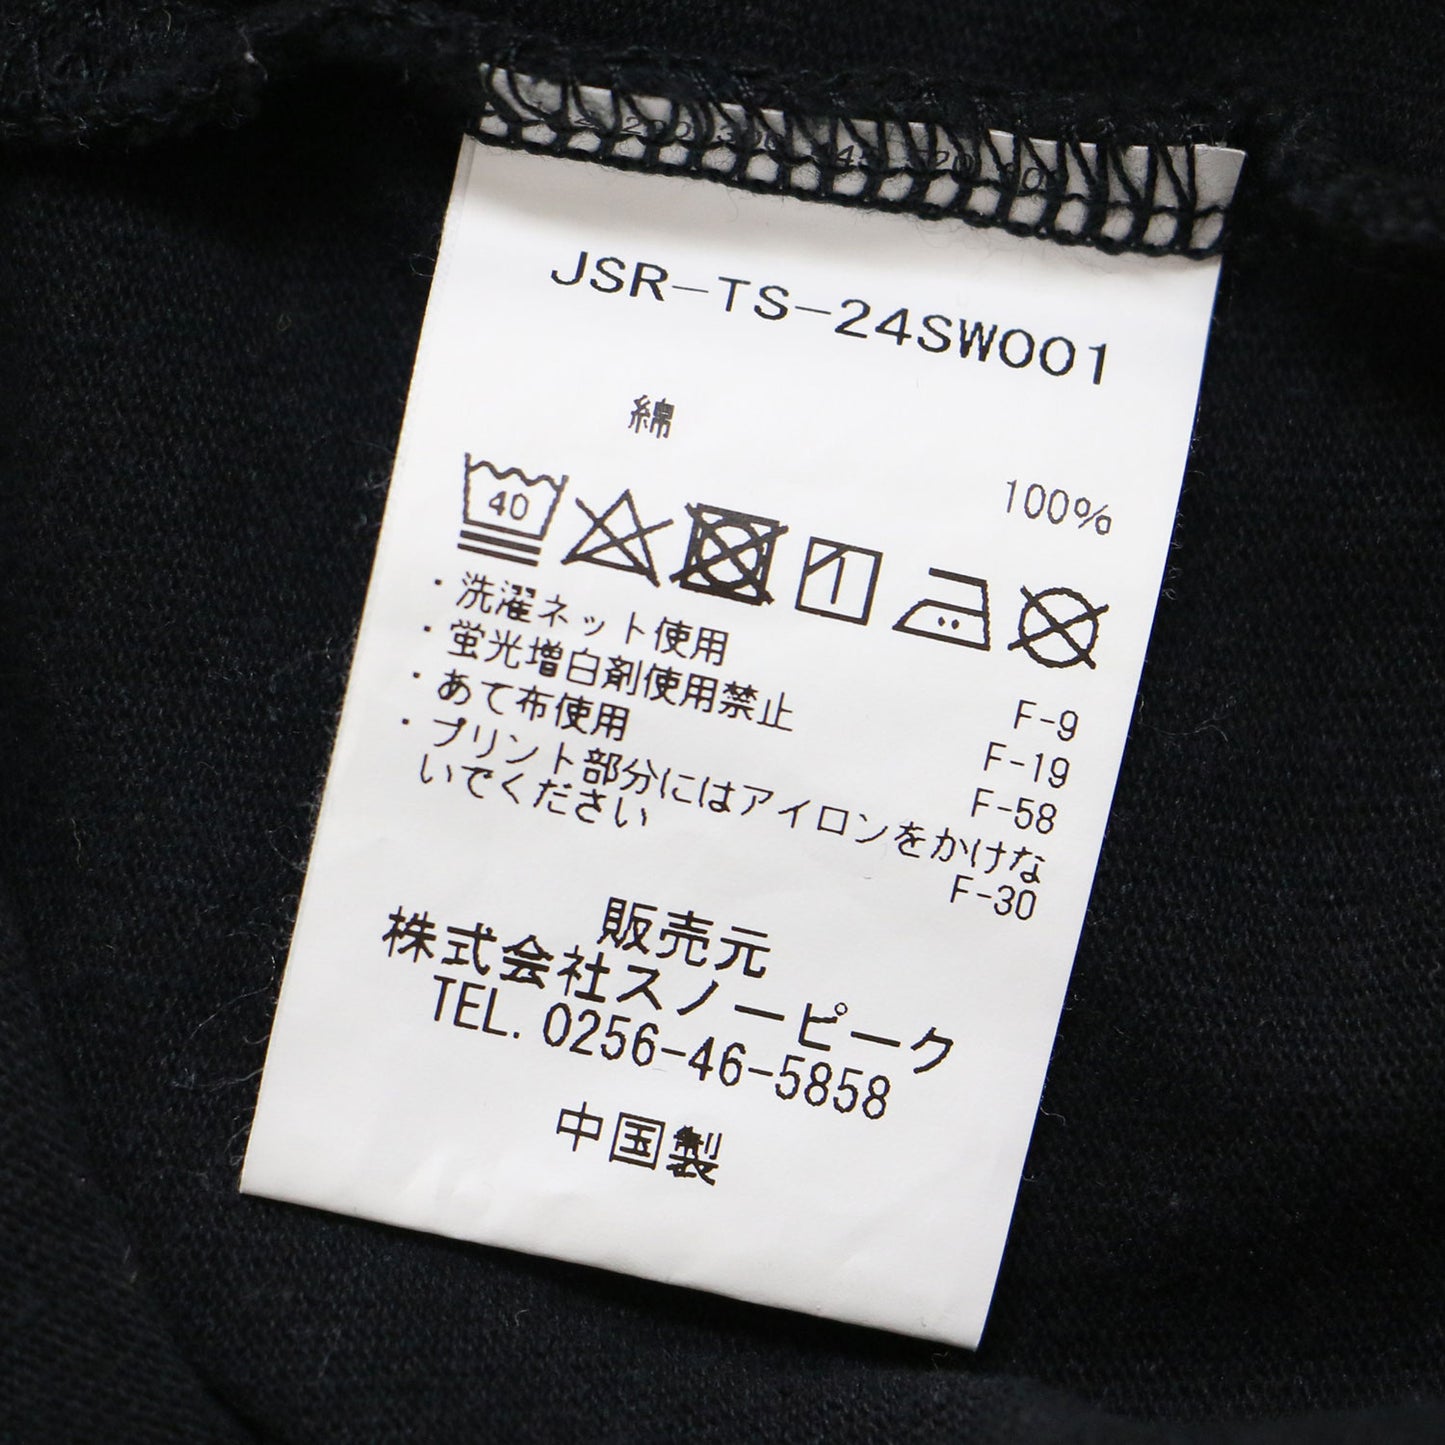 JSR-TS-24SW001
綿
100%
40
・洗濯ネット使用
F-9
・蛍光増白剤使用禁止
F-19
・あて布使用
F-58
・プリント部分にはアイロンをかけな
いでください
F-30
販売元
株式会社スノーピーク
TEL. 0256-46-5858
中国製